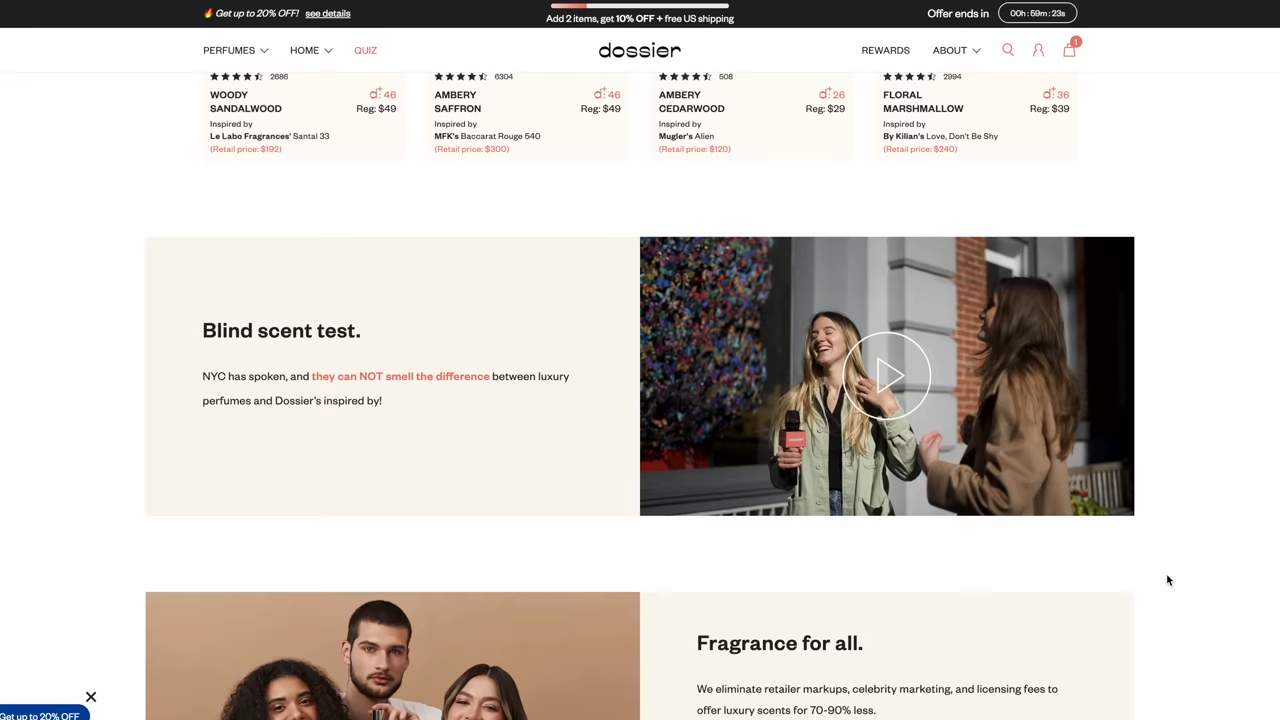 🔥 Get up to 20% OFF! see details
Add 2 items, get 10% OFF + free US shipping
Offer ends in 00h : 59m : 23s
PERFUMES HOME QUIZ
dossier
REWARDS ABOUT 1
2686
WOODY
SANDALWOOD
d+ 46
Reg: $49
Inspired by
Le Labo Fragrances' Santal 33
(Retail price: $192)
6304
AMBERY
SAFFRON
d+ 46
Reg: $49
Inspired by
MFK's Baccarat Rouge 540
(Retail price: $300)
508
AMBERY
CEDARWOOD
d+ 26
Reg: $29
Inspired by
Mugler's Alien
(Retail price: $120)
2994
FLORAL
MARSHMALLOW
d+ 36
Reg: $39
Inspired by
By Kilian's Love, Don't Be Shy
(Retail price: $240)
Blind scent test.
NYC has spoken, and they can NOT smell the difference between luxury
perfumes and Dossier's inspired by!
dossier
Fragrance for all.
We eliminate retailer markups, celebrity marketing, and licensing fees to
offer luxury scents for 70-90% less.
Get up to 20% OFF